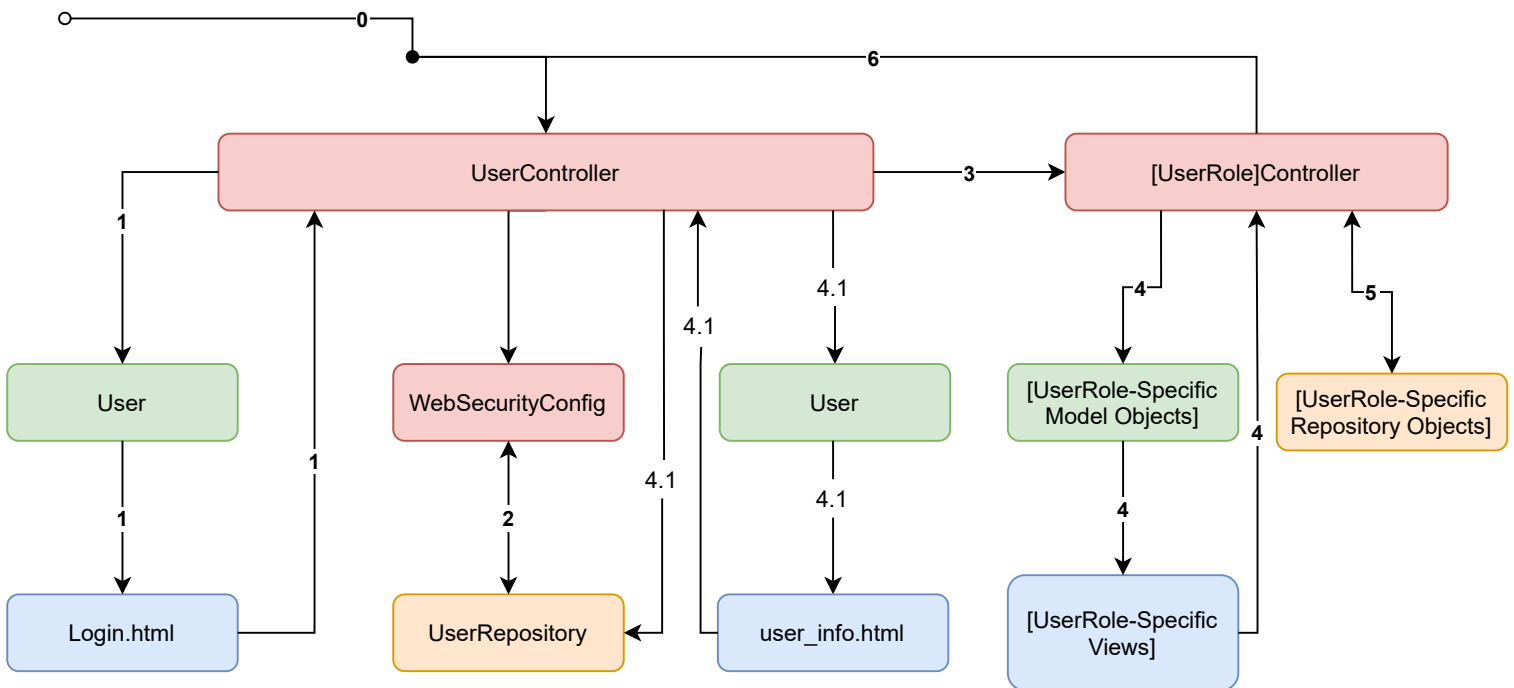 0
6
UserController
3
[UserRole]Controller
1
4.1
4
5
4.1
User
WebSecurityConfig
User
[UserRole-Specific
Model Objects]
[UserRole-Specific
Repository Objects]
4
1
4.1
4.1
4
1
2
Login.html
UserRepository
user_info.html
[UserRole-Specific
Views]